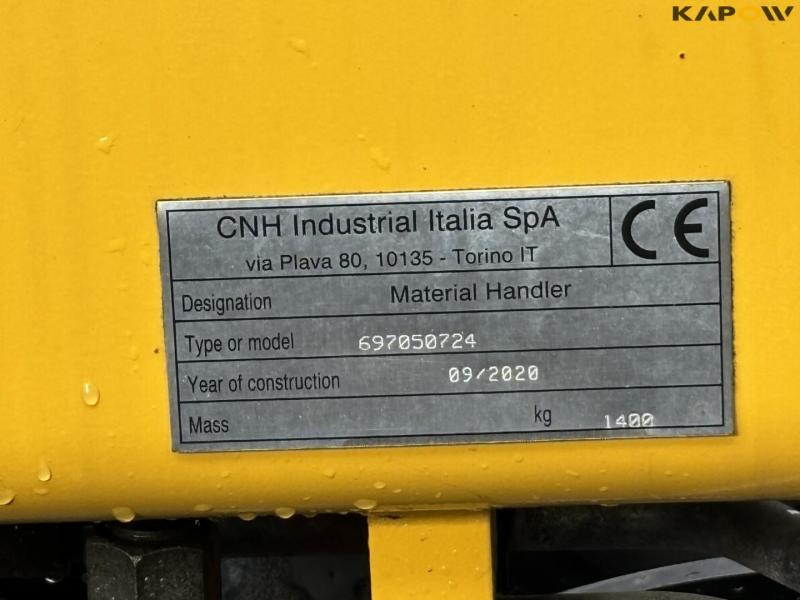 KAPOW
CNH Industrial Italia SpA
via Plava 80, 10135 - Torino IT
CE
Designation Material Handler
Type or model 697050724
Year of construction 09/2020
Mass kg 1400